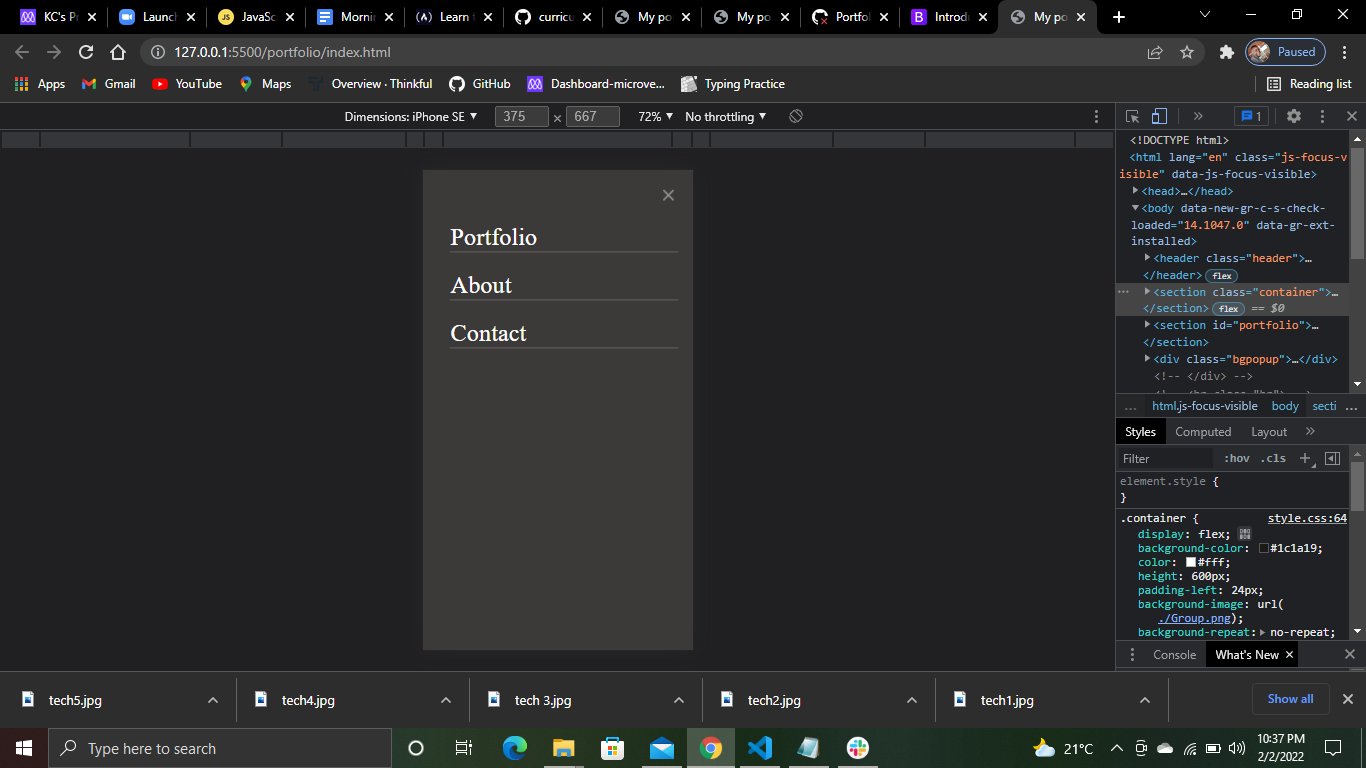 KC's Pr Launch JavaSc Mornin Learn t curricu My po My po Portfol Introdu My po
127.0.0.1:5500/portfolio/index.html Paused
Apps Gmail YouTube Maps Overview · Thinkful GitHub Dashboard-microve... Typing Practice Reading list
Dimensions: iPhone SE 375 × 667 72% No throttling
1
×
Portfolio
About
Contact
<!DOCTYPE html>
<html lang="en" class="js-focus-v
isible" data-js-focus-visible>
<head>…</head>
<body data-new-gr-c-s-check-
loaded="14.1047.0" data-gr-ext-
installed>
<header class="header">…
</header> flex
<section class="container">…
</section> flex == $0
<section id="portfolio">…
</section>
<div class="bgpopup">…</div>
<!-- </div> -->
... html.js-focus-visible body secti ...
Styles Computed Layout »
Filter :hov .cls +
element.style {
}
.container { style.css:64
display: flex;
background-color: #1c1a19;
color: #fff;
height: 600px;
padding-left: 24px;
background-image: url(
./Group.png);
background-repeat: no-repeat;
Console What's New ×
tech5.jpg tech4.jpg tech 3.jpg tech2.jpg tech1.jpg Show all
Type here to search 21°C 10:37 PM
2/2/2022